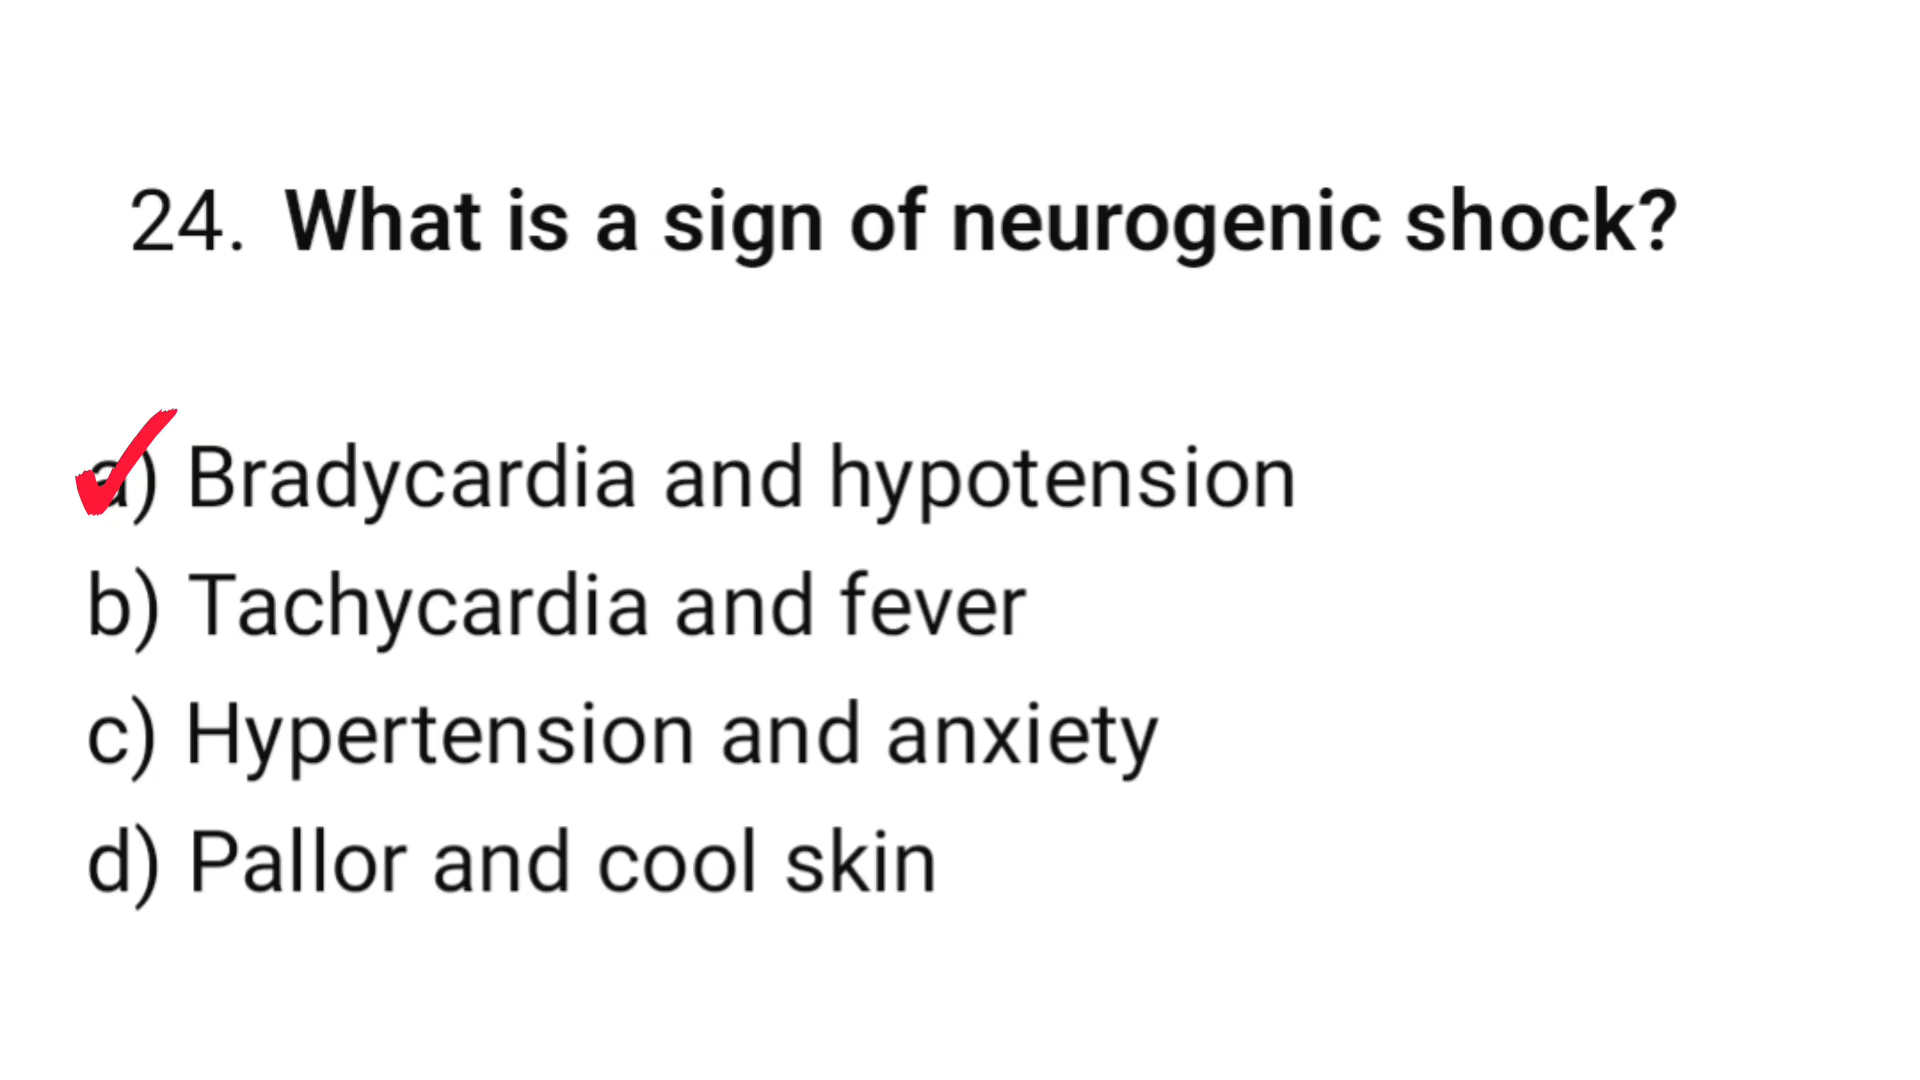 24. What is a sign of neurogenic shock?
a) Bradycardia and hypotension
b) Tachycardia and fever
c) Hypertension and anxiety
d) Pallor and cool skin